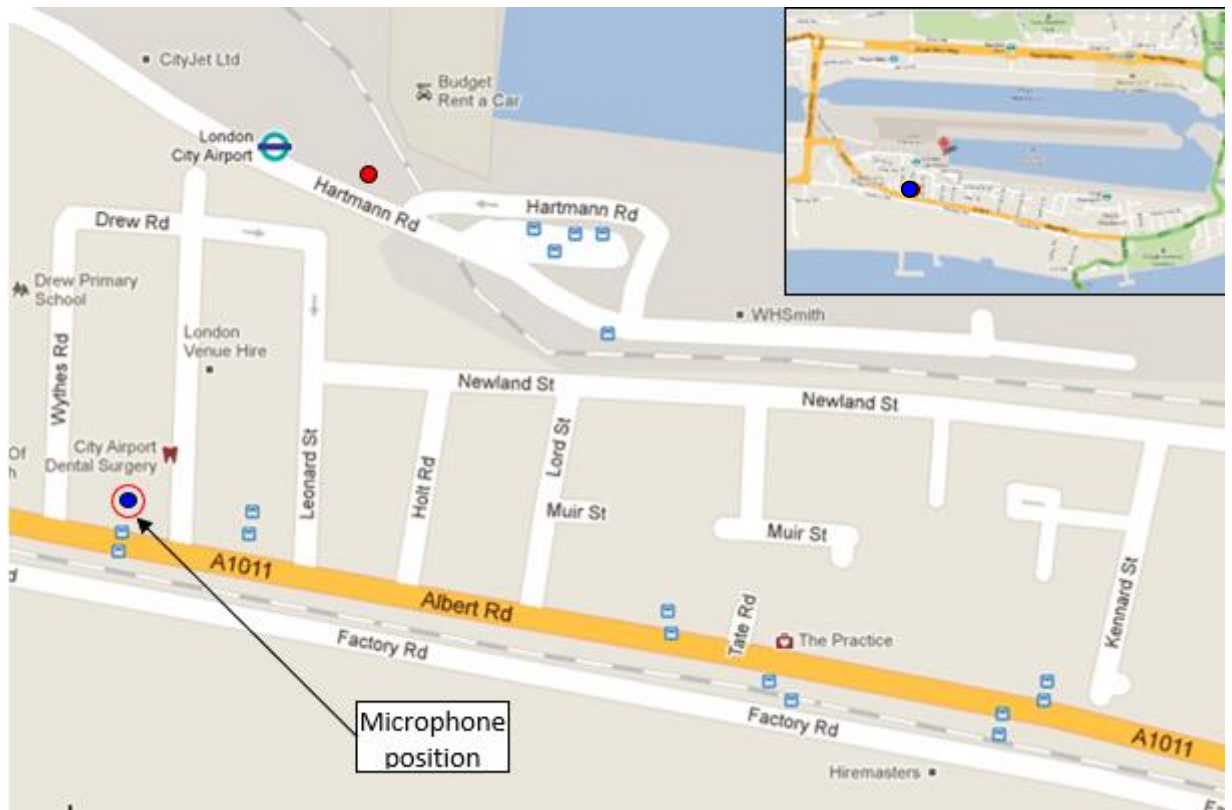 CityJet Ltd
Budget
Rent a Car
London
City Airport
Hartmann Rd
Hartmann Rd
Drew Rd
Drew Primary
School
WHSmith
London
Venue Hire
Wythes Rd
Newland St
Newland St
City Airport
Dental Surgery
Of
h
Leonard St
Holt Rd
Lord St
Muir St
Muir St
Kennard St
A1011
Albert Rd
Tate Rd
The Practice
d
Factory Rd
Factory Rd
A1011
Microphone
position
Hiremasters